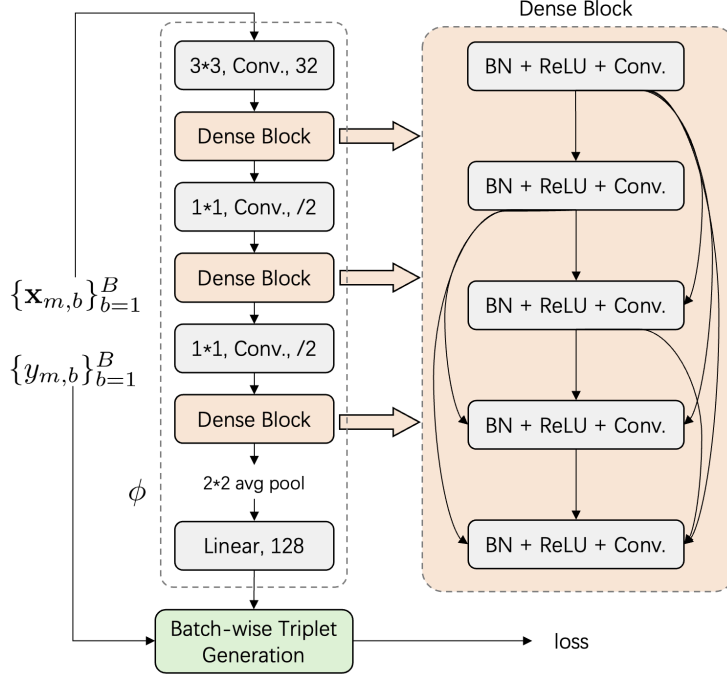 Dense Block
3*3, Conv., 32
Dense Block
1*1, Conv., /2
Dense Block
1*1, Conv., /2
Dense Block
2*2 avg pool
Linear, 128
ϕ
{𝐱_{m,b}}_{b=1}^{B}
{y_{m,b}}_{b=1}^{B}
Batch-wise Triplet
Generation
loss
BN + ReLU + Conv.
BN + ReLU + Conv.
BN + ReLU + Conv.
BN + ReLU + Conv.
BN + ReLU + Conv.